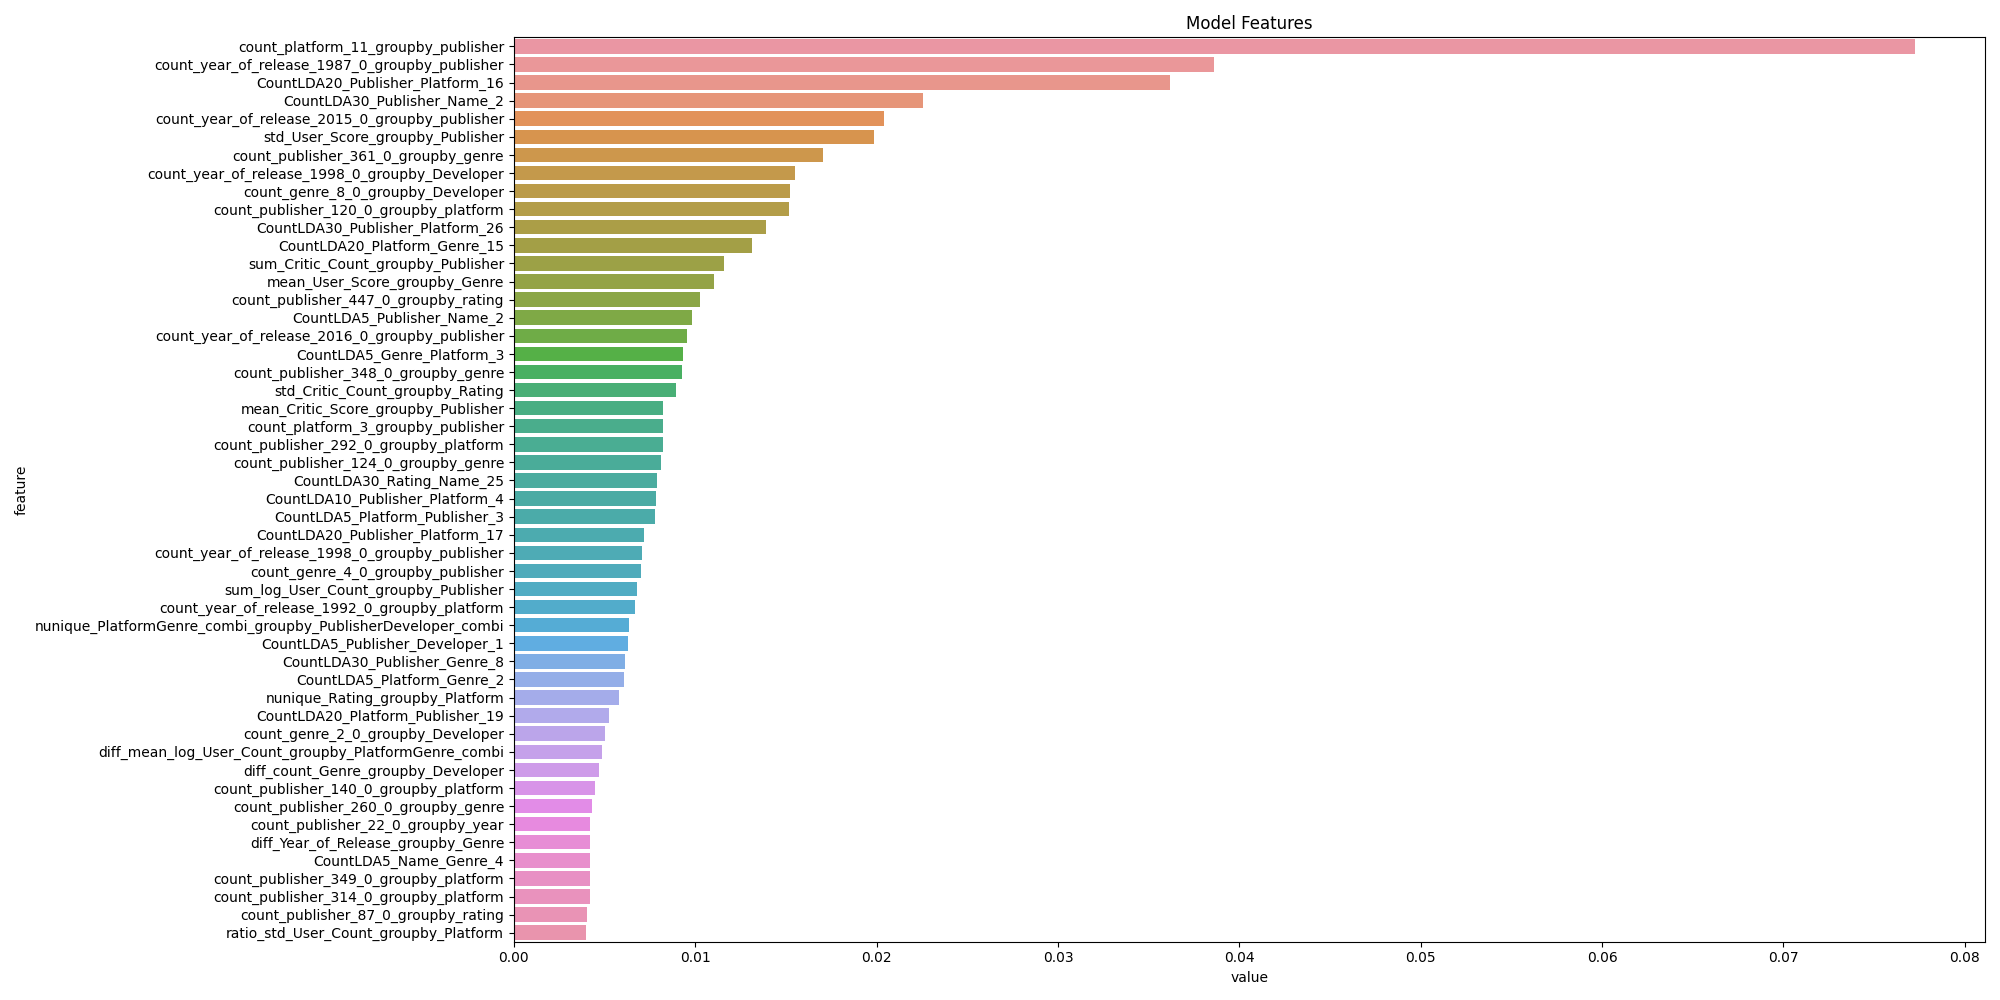 Model Features
count_platform_11_groupby_publisher
count_year_of_release_1987_0_groupby_publisher
CountLDA20_Publisher_Platform_16
CountLDA30_Publisher_Name_2
count_year_of_release_2015_0_groupby_publisher
std_User_Score_groupby_Publisher
count_publisher_361_0_groupby_genre
count_year_of_release_1998_0_groupby_Developer
count_genre_8_0_groupby_Developer
count_publisher_120_0_groupby_platform
CountLDA30_Publisher_Platform_26
CountLDA20_Platform_Genre_15
sum_Critic_Count_groupby_Publisher
mean_User_Score_groupby_Genre
count_publisher_447_0_groupby_rating
CountLDA5_Publisher_Name_2
count_year_of_release_2016_0_groupby_publisher
CountLDA5_Genre_Platform_3
count_publisher_348_0_groupby_genre
std_Critic_Count_groupby_Rating
mean_Critic_Score_groupby_Publisher
count_platform_3_groupby_publisher
count_publisher_292_0_groupby_platform
count_publisher_124_0_groupby_genre
CountLDA30_Rating_Name_25
CountLDA10_Publisher_Platform_4
CountLDA5_Platform_Publisher_3
CountLDA20_Publisher_Platform_17
count_year_of_release_1998_0_groupby_publisher
count_genre_4_0_groupby_publisher
sum_log_User_Count_groupby_Publisher
count_year_of_release_1992_0_groupby_platform
nunique_PlatformGenre_combi_groupby_PublisherDeveloper_combi
CountLDA5_Publisher_Developer_1
CountLDA30_Publisher_Genre_8
CountLDA5_Platform_Genre_2
nunique_Rating_groupby_Platform
CountLDA20_Platform_Publisher_19
count_genre_2_0_groupby_Developer
diff_mean_log_User_Count_groupby_PlatformGenre_combi
diff_count_Genre_groupby_Developer
count_publisher_140_0_groupby_platform
count_publisher_260_0_groupby_genre
count_publisher_22_0_groupby_year
diff_Year_of_Release_groupby_Genre
CountLDA5_Name_Genre_4
count_publisher_349_0_groupby_platform
count_publisher_314_0_groupby_platform
count_publisher_87_0_groupby_rating
ratio_std_User_Count_groupby_Platform
feature
0.00 0.01 0.02 0.03 0.04 0.05 0.06 0.07 0.08
value